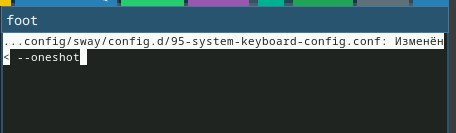 foot
...config/sway/config.d/95-system-keyboard-config.conf: Изменён
< --oneshot